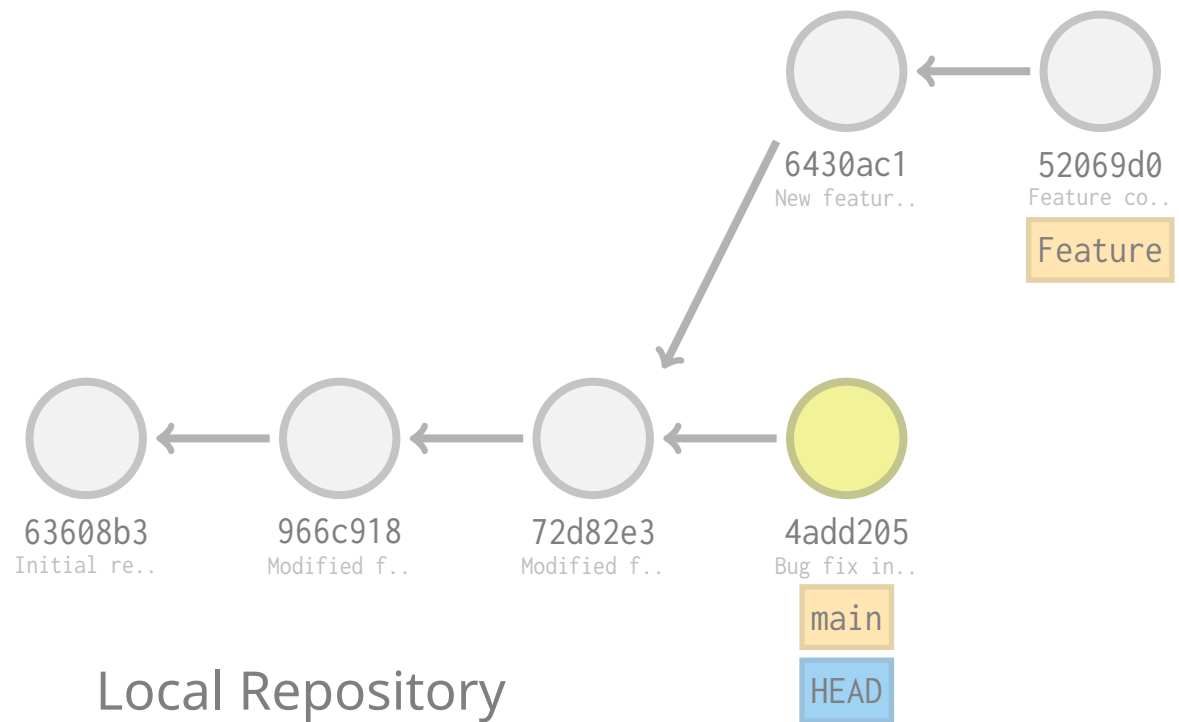 6430ac1
New featur..
52069d0
Feature co..
Feature
63608b3
Initial re..
966c918
Modified f..
72d82e3
Modified f..
4add205
Bug fix in..
main
HEAD
Local Repository